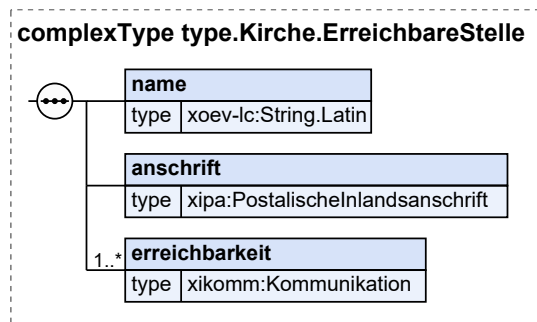 complexType type.Kirche.ErreichbareStelle
name
type xoev-lc:String.Latin
anschrift
type xipa:PostalischeInlandsanschrift
1..* erreichbarkeit
type xikomm:Kommunikation